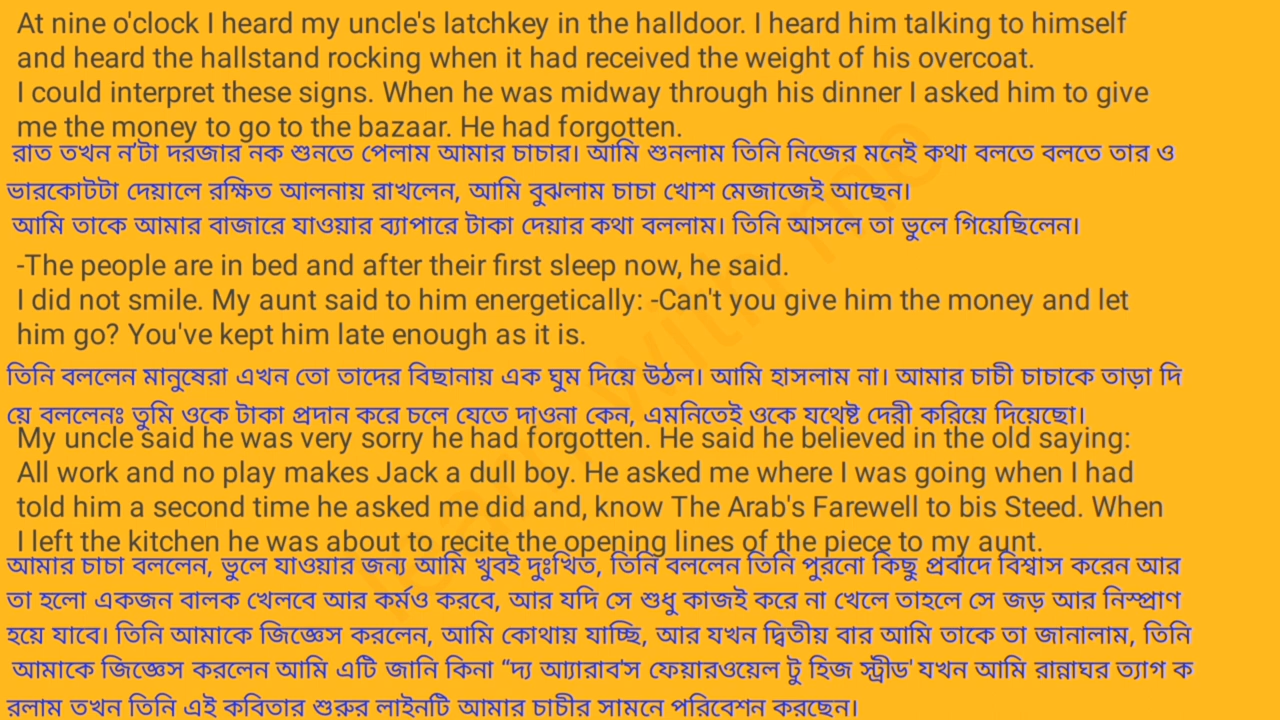 At nine o'clock I heard my uncle's latchkey in the halldoor. I heard him talking to himself
and heard the hallstand rocking when it had received the weight of his overcoat.
I could interpret these signs. When he was midway through his dinner I asked him to give
me the money to go to the bazaar. He had forgotten.
রাত তখন ন'টা দরজার নক শুনতে পেলাম আমার চাচার। আমি শুনলাম তিনি নিজের মনেই কথা বলতে বলতে তার ও
ভারকোটটা দেয়ালে রক্ষিত আলনায় রাখলেন, আমি বুঝলাম চাচা খোশ মেজাজেই আছেন।
আমি তাকে আমার বাজারে যাওয়ার ব্যাপারে টাকা দেয়ার কথা বললাম। তিনি আসলে তা ভুলে গিয়েছিলেন।
-The people are in bed and after their first sleep now, he said.
I did not smile. My aunt said to him energetically: -Can't you give him the money and let
him go? You've kept him late enough as it is.
তিনি বললেন মানুষেরা এখন তো তাদের বিছানায় এক ঘুম দিয়ে উঠল। আমি হাসলাম না। আমার চাচী চাচাকে তাড়া দি
য়ে বললেনঃ তুমি ওকে টাকা প্রদান করে চলে যেতে দাওনা কেন, এমনিতেই ওকে যথেষ্ট দেরী করিয়ে দিয়েছো।
My uncle said he was very sorry he had forgotten. He said he believed in the old saying:
All work and no play makes Jack a dull boy. He asked me where I was going when I had
told him a second time he asked me did and, know The Arab's Farewell to bis Steed. When
I left the kitchen he was about to recite the opening lines of the piece to my aunt.
আমার চাচা বললেন, ভুলে যাওয়ার জন্য আমি খুবই দুঃখিত, তিনি বললেন তিনি পুরনো কিছু প্রবাদে বিশ্বাস করেন আর
তা হলো একজন বালক খেলবে আর কর্মও করবে, আর যদি সে শুধু কাজই করে না খেলে তাহলে সে জড় আর নিস্প্রাণ
হয়ে যাবে। তিনি আমাকে জিজ্ঞেস করলেন, আমি কোথায় যাচ্ছি, আর যখন দ্বিতীয় বার আমি তাকে তা জানালাম, তিনি
আমাকে জিজ্ঞেস করলেন আমি এটি জানি কিনা “দ্য অ্যারাব'স ফেয়ারওয়েল টু হিজ স্ট্রীড' যখন আমি রান্নাঘর ত্যাগ ক
রলাম তখন তিনি এই কবিতার শুরুর লাইনটি আমার চাচীর সামনে পরিবেশন করছেন।
learn with me